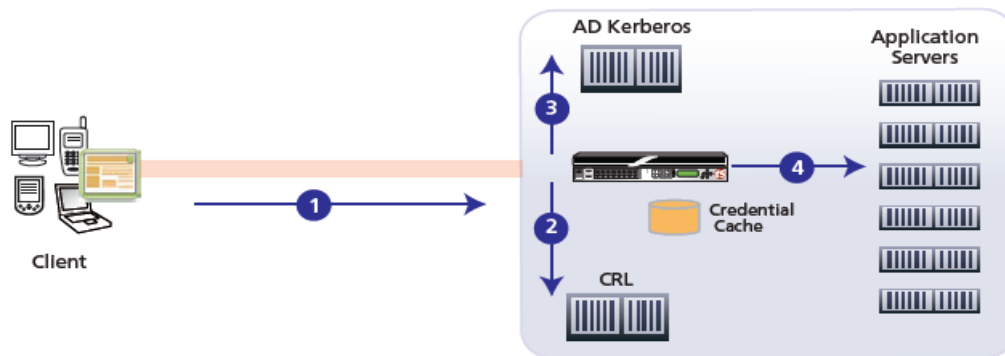 AD Kerberos
Application
Servers
3
4
1
2
Credential
Cache
Client
CRL